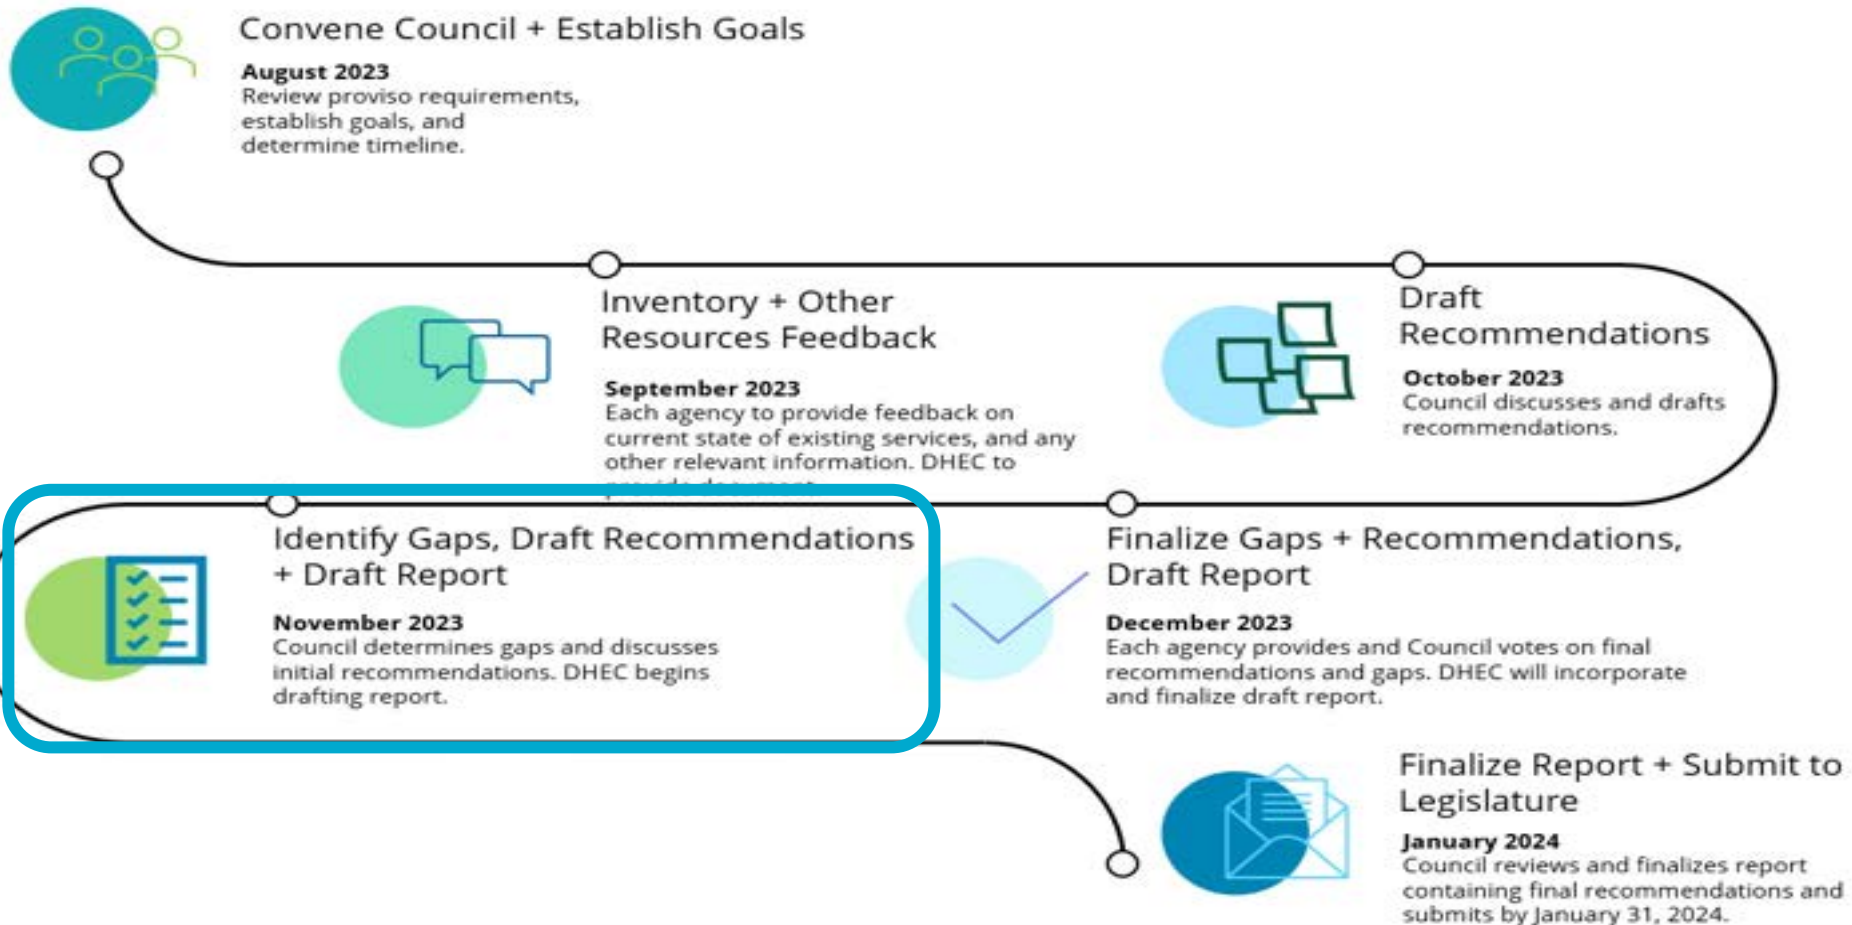 Convene Council + Establish Goals
August 2023
Review proviso requirements,
establish goals, and
determine timeline.
Inventory + Other
Resources Feedback
September 2023
Each agency to provide feedback on
current state of existing services, and any
other relevant information. DHEC to
Draft
Recommendations
October 2023
Council discusses and drafts
recommendations.
Identify Gaps, Draft Recommendations
+ Draft Report
November 2023
Council determines gaps and discusses
initial recommendations. DHEC begins
drafting report.
Finalize Gaps + Recommendations,
Draft Report
December 2023
Each agency provides and Council votes on final
recommendations and gaps. DHEC will incorporate
and finalize draft report.
Finalize Report + Submit to
Legislature
January 2024
Council reviews and finalizes report
containing final recommendations and
submits by January 31, 2024.